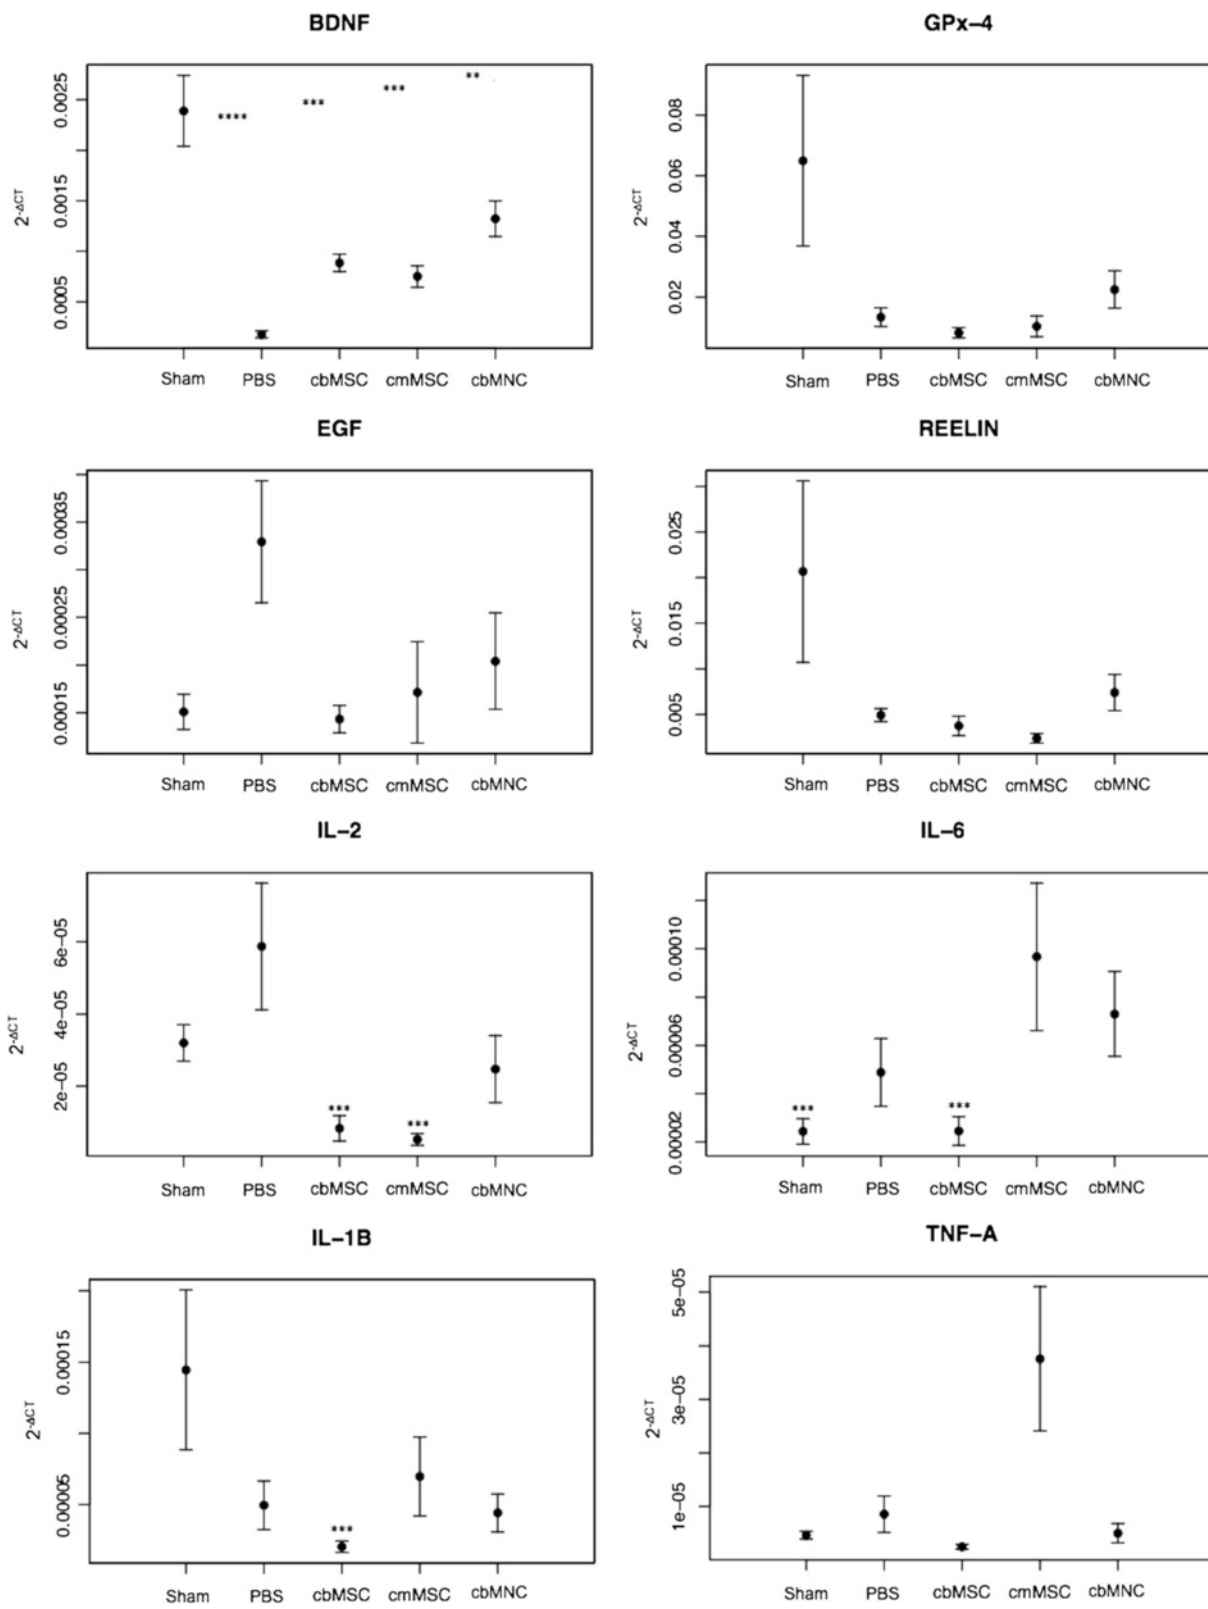 BDNF
0.0025
0.0015
0.0005
2-ΔCT
**** *** *** **
Sham PBS cbMSC cmMSC cbMNC
GPx-4
0.08
0.06
0.04
0.02
2-ΔCT
Sham PBS cbMSC cmMSC cbMNC
EGF
0.00035
0.00025
0.00015
2-ΔCT
Sham PBS cbMSC cmMSC cbMNC
REELIN
0.025
0.015
0.005
2-ΔCT
Sham PBS cbMSC cmMSC cbMNC
IL-2
6e-05
4e-05
2e-05
2-ΔCT
*** ***
Sham PBS cbMSC cmMSC cbMNC
IL-6
0.00010
0.00006
0.00002
2-ΔCT
*** ***
Sham PBS cbMSC cmMSC cbMNC
IL-1B
0.00015
0.00005
2-ΔCT
***
Sham PBS cbMSC cmMSC cbMNC
TNF-A
5e-05
3e-05
1e-05
2-ΔCT
Sham PBS cbMSC cmMSC cbMNC